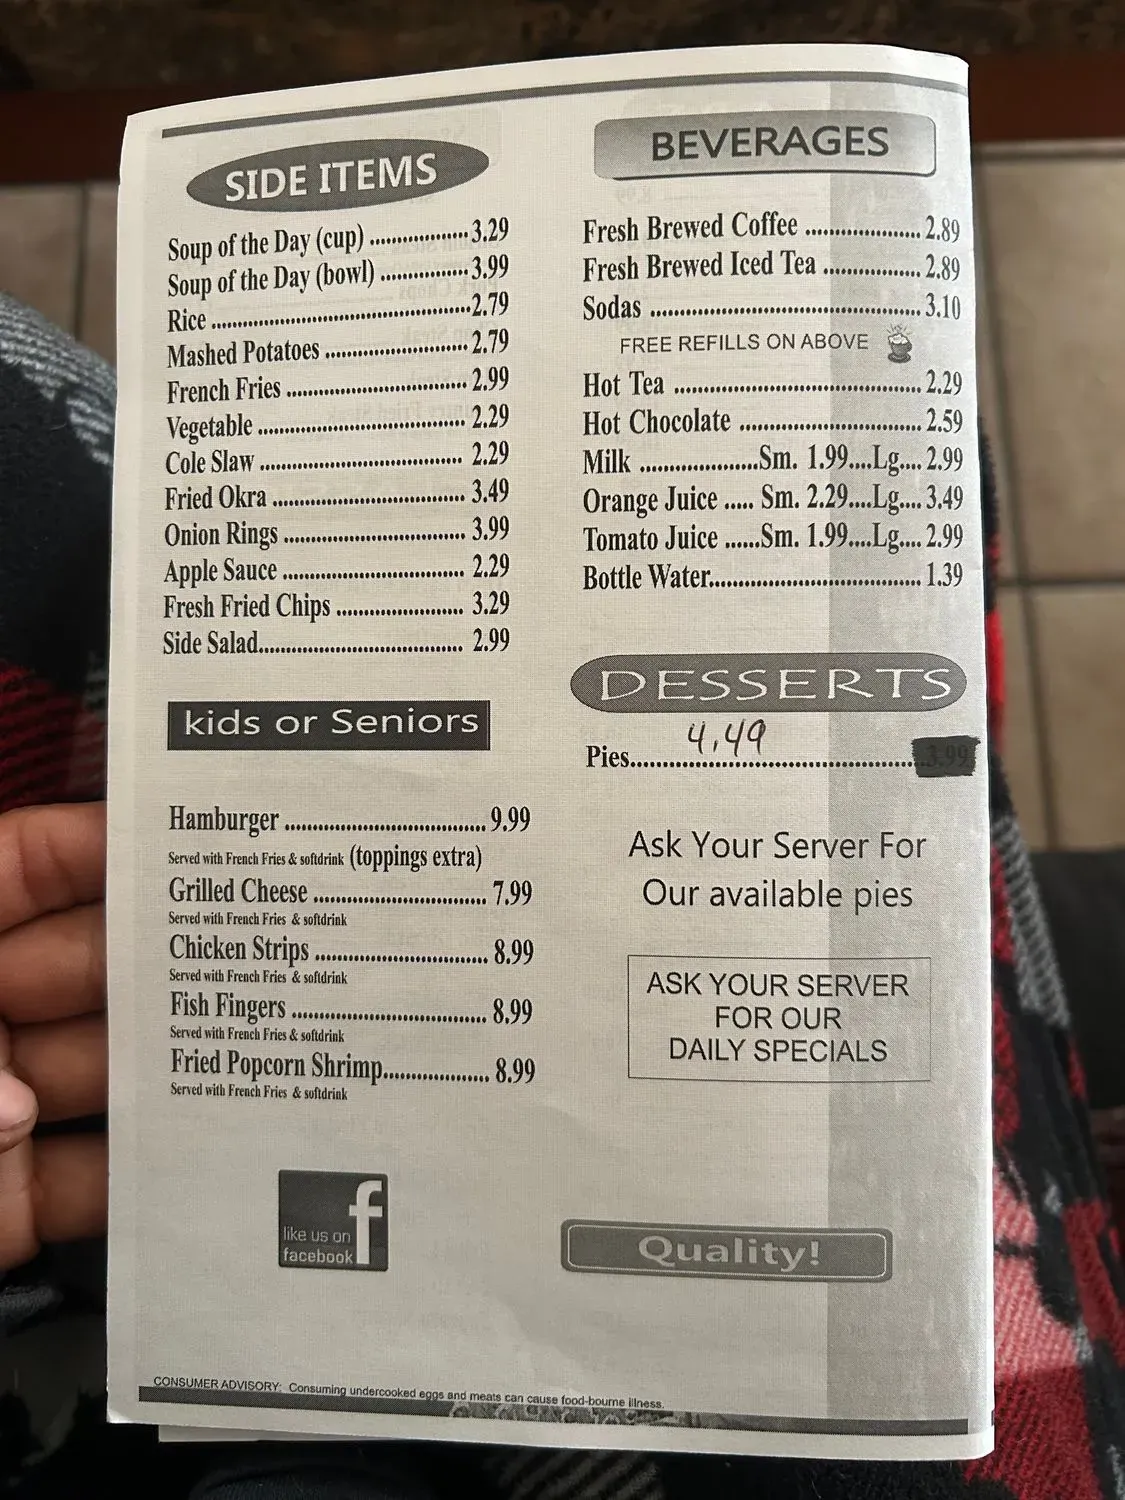 SIDE ITEMS
Soup of the Day (cup) .................. 3.29
Soup of the Day (bowl) ................ 3.99
Rice ............................................... 2.79
Mashed Potatoes .......................... 2.79
French Fries ................................. 2.99
Vegetable ...................................... 2.29
Cole Slaw ..................................... 2.29
Fried Okra ................................... 3.49
Onion Rings ................................. 3.99
Apple Sauce ................................. 2.29
Fresh Fried Chips ....................... 3.29
Side Salad..................................... 2.99
kids or Seniors
Hamburger .................................... 9.99
Served with French Fries & softdrink (toppings extra)
Grilled Cheese ............................... 7.99
Served with French Fries & softdrink
Chicken Strips ............................... 8.99
Served with French Fries & softdrink
Fish Fingers ................................... 8.99
Served with French Fries & softdrink
Fried Popcorn Shrimp................... 8.99
Served with French Fries & softdrink
like us on
facebook
f
BEVERAGES
Fresh Brewed Coffee ..................... 2.89
Fresh Brewed Iced Tea .................. 2.89
Sodas ................................................. 3.10
FREE REFILLS ON ABOVE
Hot Tea ............................................. 2.29
Hot Chocolate ................................. 2.59
Milk .....................Sm. 1.99....Lg.... 2.99
Orange Juice ..... Sm. 2.29....Lg.... 3.49
Tomato Juice ......Sm. 1.99....Lg.... 2.99
Bottle Water...................................... 1.39
DESSERTS
4.49
Pies.................................................... 3.99
Ask Your Server For
Our available pies
ASK YOUR SERVER
FOR OUR
DAILY SPECIALS
Quality!
CONSUMER ADVISORY: Consuming undercooked eggs and meats can cause food-bourne illness.